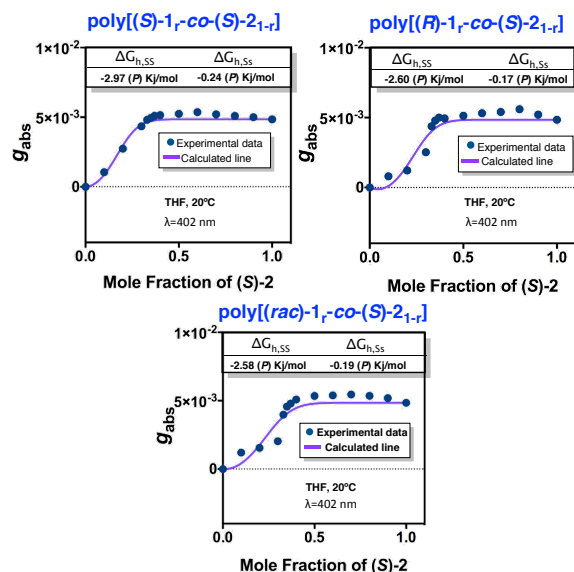 poly[(S)-1r-co-(S)-21-r]
ΔGh,SS ΔGh,Ss
-2.97 (P) Kj/mol -0.24 (P) Kj/mol
1×10-2
5×10-3
0
gabs
Experimental data
Calculated line
THF, 20ºC
λ=402 nm
0.0 0.5 1.0
Mole Fraction of (S)-2
poly[(R)-1r-co-(S)-21-r]
ΔGh,SS ΔGh,Ss
-2.60 (P) Kj/mol -0.17 (P) Kj/mol
1×10-2
5×10-3
0
gabs
Experimental data
Calculated line
THF, 20ºC
λ=402 nm
0.0 0.5 1.0
Mole Fraction of (S)-2
poly[(rac)-1r-co-(S)-21-r]
ΔGh,SS ΔGh,Ss
-2.58 (P) Kj/mol -0.19 (P) Kj/mol
1×10-2
5×10-3
0
gabs
Experimental data
Calculated line
THF, 20ºC
λ=402 nm
0.0 0.5 1.0
Mole Fraction of (S)-2